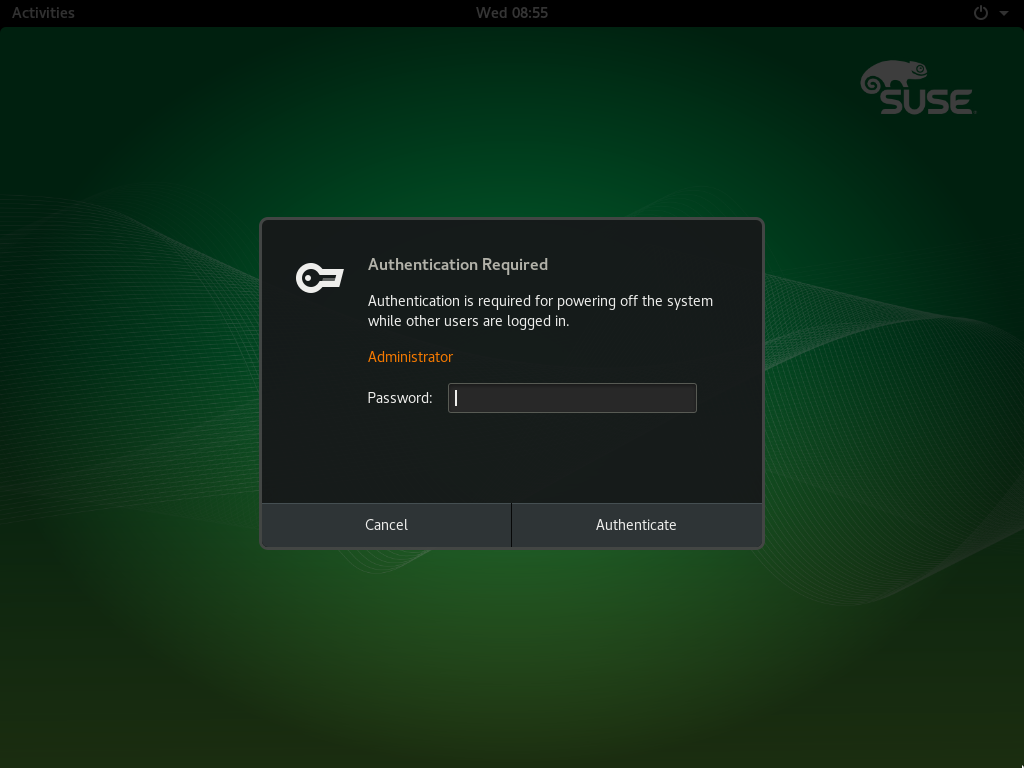 Activities
Wed 08:55
SUSE
Authentication Required
Authentication is required for powering off the system
while other users are logged in.
Administrator
Password:
Cancel
Authenticate